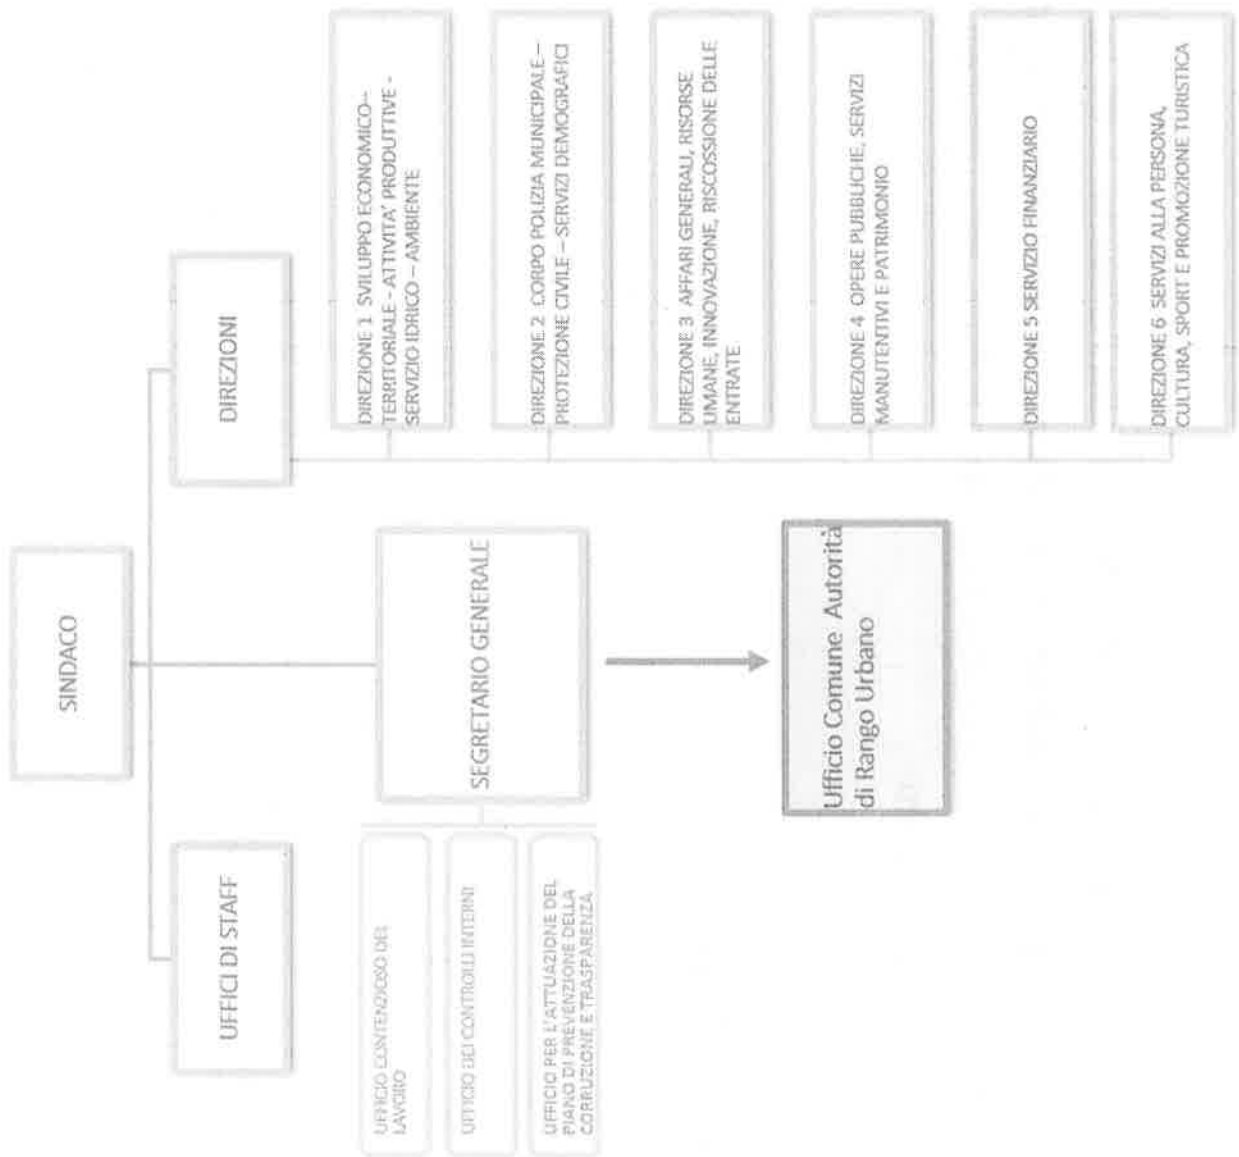 SINDACO
UFFICI DI STAFF
DIREZIONI
SEGRETARIO GENERALE
UFFICIO CONTENZIOSO DEL
LAVORO
UFFICIO DEI CONTROLLI INTERNI
UFFICIO PER L'ATTUAZIONE DEL
PIANO DI PREVENZIONE DELLA
CORRUZIONE E TRASPARENZA
Ufficio Comune Autorità
di Rango Urbano
DIREZIONE 1 SVILUPPO ECONOMICO–
TERRITORIALE - ATTIVITA' PRODUTTIVE -
SERVIZIO IDRICO – AMBIENTE
DIREZIONE 2 CORPO POLIZIA MUNICIPALE –
PROTEZIONE CIVILE – SERVIZI DEMOGRAFICI
DIREZIONE 3 AFFARI GENERALI, RISORSE
UMANE, INNOVAZIONE, RISCOSSIONE DELLE
ENTRATE
DIREZIONE 4 OPERE PUBBLICHE, SERVIZI
MANUTENTIVI E PATRIMONIO
DIREZIONE 5 SERVIZIO FINANZIARIO
DIREZIONE 6 SERVIZI ALLA PERSONA,
CULTURA, SPORT E PROMOZIONE TURISTICA